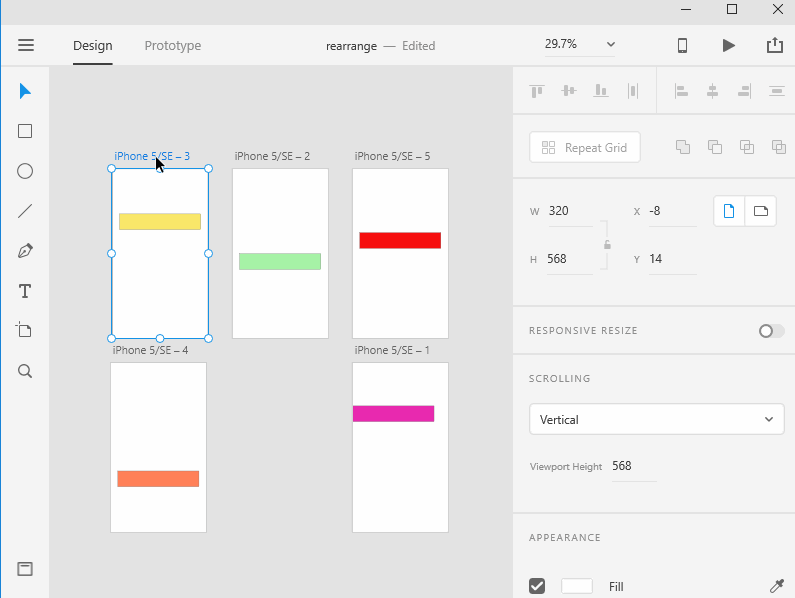 Design
Prototype
rearrange — Edited
29.7%
iPhone 5/SE – 3
iPhone 5/SE – 2
iPhone 5/SE – 5
iPhone 5/SE – 4
iPhone 5/SE – 1
Repeat Grid
W 320
X -8
H 568
Y 14
RESPONSIVE RESIZE
SCROLLING
Vertical
Viewport Height 568
APPEARANCE
Fill